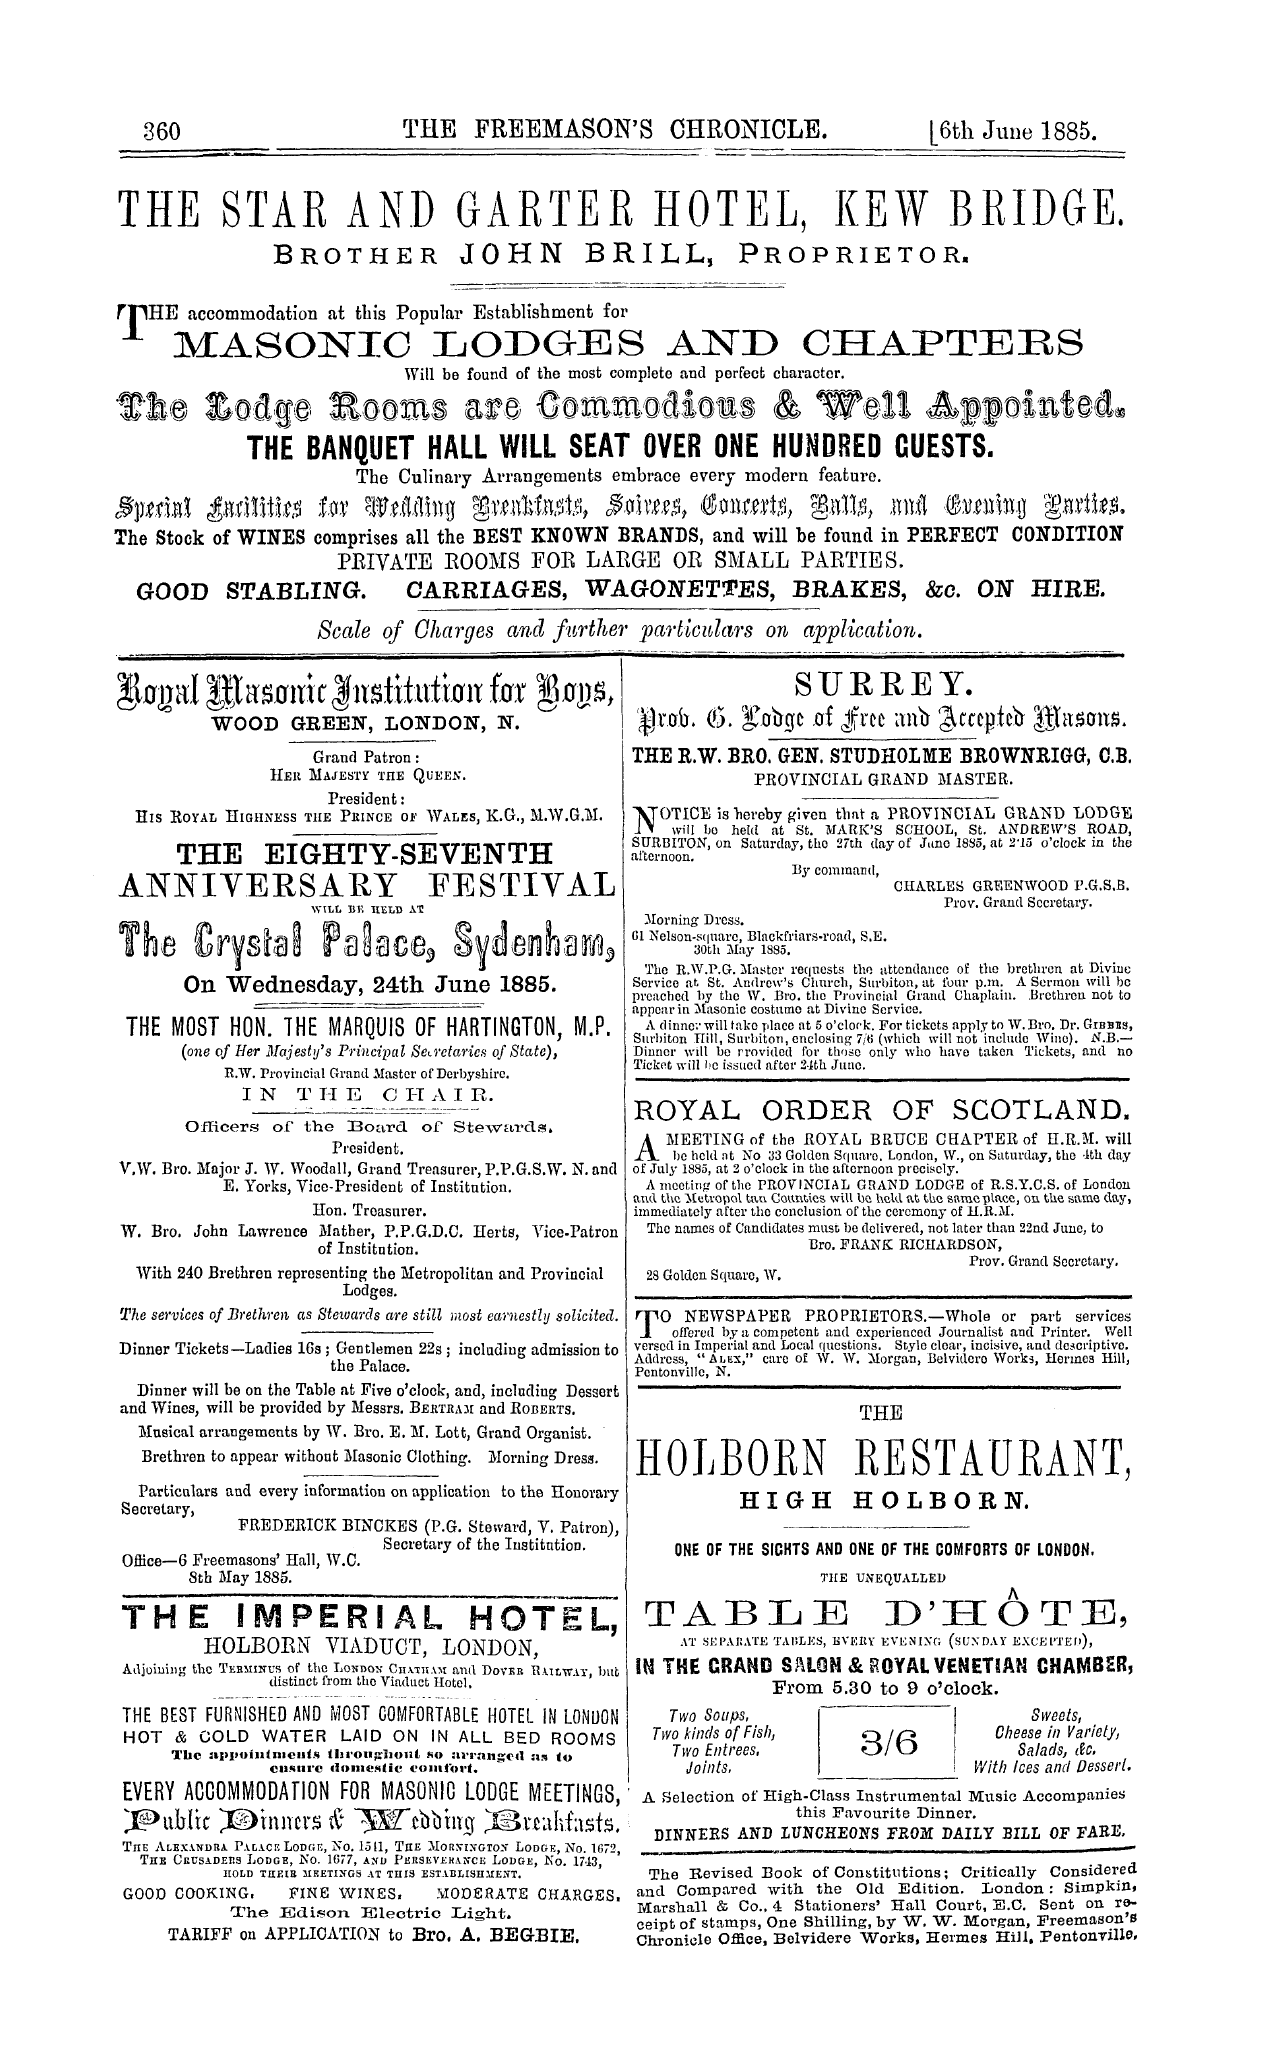 360 THE FREEMASON'S CHRONICLE. [6th June 1885.
THE STAR AND GARTER HOTEL, KEW BRIDGE.
BROTHER JOHN BRILL, PROPRIETOR.
THE accommodation at this Popular Establishment for
MASONIC LODGES AND CHAPTERS
Will be found of the most complete and perfect character.
The Lodge Rooms are Commodious & Well Appointed.
THE BANQUET HALL WILL SEAT OVER ONE HUNDRED GUESTS.
The Culinary Arrangements embrace every modern feature.
Special Facilities for Wedding Breakfasts, Soirees, Concerts, Balls, and Evening Parties.
The Stock of WINES comprises all the BEST KNOWN BRANDS, and will be found in PERFECT CONDITION
PRIVATE ROOMS FOR LARGE OR SMALL PARTIES.
GOOD STABLING. CARRIAGES, WAGONETTES, BRAKES, &c. ON HIRE.
Scale of Charges and further particulars on application.
Royal Masonic Institution for Boys,
WOOD GREEN, LONDON, N.
Grand Patron:
HER MAJESTY THE QUEEN.
President:
HIS ROYAL HIGHNESS THE PRINCE OF WALES, K.G., M.W.G.M.
THE EIGHTY-SEVENTH
ANNIVERSARY FESTIVAL
WILL BE HELD AT
The Crystal Palace, Sydenham,
On Wednesday, 24th June 1885.
THE MOST HON. THE MARQUIS OF HARTINGTON, M.P.
(one of Her Majesty's Principal Secretaries of State),
R.W. Provincial Grand Master of Derbyshire.
IN THE CHAIR.
Officers of the Board of Stewards.
President.
V.W. Bro. Major J. W. Woodall, Grand Treasurer, P.P.G.S.W. N. and
E. Yorks, Vice-President of Institution.
Hon. Treasurer.
W. Bro. John Lawrence Mather, P.P.G.D.C. Herts, Vice-Patron
of Institution.
With 240 Brethren representing the Metropolitan and Provincial
Lodges.
The services of Brethren as Stewards are still most earnestly solicited.
Dinner Tickets—Ladies 16s; Gentlemen 22s; including admission to
the Palace.
Dinner will be on the Table at Five o'clock, and, including Dessert
and Wines, will be provided by Messrs. BERTRAM and ROBERTS.
Musical arrangements by W. Bro. E. M. Lott, Grand Organist.
Brethren to appear without Masonic Clothing. Morning Dress.
Particulars and every information on application to the Honorary
Secretary,
FREDERICK BINCKES (P.G. Steward, V. Patron),
Secretary of the Institution.
Office—6 Freemasons' Hall, W.C.
8th May 1885.
THE IMPERIAL HOTEL,
HOLBORN VIADUCT, LONDON,
Adjoining the TERMINUS of the LONDON CHATHAM and DOVER RAILWAY, but
distinct from the Viaduct Hotel.
THE BEST FURNISHED AND MOST COMFORTABLE HOTEL IN LONDON
HOT & COLD WATER LAID ON IN ALL BED ROOMS
The appointments throughout so arranged as to
ensure domestic comfort.
EVERY ACCOMMODATION FOR MASONIC LODGE MEETINGS,
Public Dinners & Wedding Breakfasts.
THE ALEXANDRA PALACE LODGE, No. 1541, THE MORNINGTON LODGE, No. 1672,
THE CRUSADERS LODGE, No. 1677, AND PERSEVERANCE LODGE, No. 1743,
HOLD THEIR MEETINGS AT THIS ESTABLISHMENT.
GOOD COOKING. FINE WINES. MODERATE CHARGES.
The Edison Electric Light.
TARIFF on APPLICATION to Bro. A. BEGBIE.
SURREY.
Prov. G. Lodge of Free and Accepted Masons.
THE R.W. BRO. GEN. STUDHOLME BROWNRIGG, C.B.
PROVINCIAL GRAND MASTER.
NOTICE is hereby given that a PROVINCIAL GRAND LODGE
will be held at St. MARK'S SCHOOL, St. ANDREW'S ROAD,
SURBITON, on Saturday, the 27th day of June 1885, at 2·15 o'clock in the
afternoon.
By command,
CHARLES GREENWOOD P.G.S.B.
Prov. Grand Secretary.
Morning Dress.
61 Nelson-square, Blackfriars-road, S.E.
30th May 1885.
The R.W.P.G. Master requests the attendance of the brethren at Divine
Service at St. Andrew's Church, Surbiton, at four p.m. A Sermon will be
preached by the W. Bro. the Provincial Grand Chaplain. Brethren not to
appear in Masonic costume at Divine Service.
A dinner will take place at 5 o'clock. For tickets apply to W. Bro. Dr. GIBBES,
Surbiton Hill, Surbiton, enclosing 7/6 (which will not include Wine). N.B.—
Dinner will be provided for those only who have taken Tickets, and no
Ticket will be issued after 24th June.
ROYAL ORDER OF SCOTLAND.
A MEETING of the ROYAL BRUCE CHAPTER of H.R.M. will
be held at No 33 Golden Square, London, W., on Saturday, the 4th day
of July 1885, at 2 o'clock in the afternoon precisely.
A meeting of the PROVINCIAL GRAND LODGE of R.S.Y.C.S. of London
and the Metropolitan Counties will be held at the same place, on the same day,
immediately after the conclusion of the ceremony of H.R.M.
The names of Candidates must be delivered, not later than 22nd June, to
Bro. FRANK RICHARDSON,
Prov. Grand Secretary.
28 Golden Square, W.
TO NEWSPAPER PROPRIETORS.—Whole or part services
offered by a competent and experienced Journalist and Printer. Well
versed in Imperial and Local questions. Style clear, incisive, and descriptive.
Address, "ALEX," care of W. W. Morgan, Belvidere Works, Hermes Hill,
Pentonville, N.
THE
HOLBORN RESTAURANT,
HIGH HOLBORN.
ONE OF THE SIGHTS AND ONE OF THE COMFORTS OF LONDON.
THE UNEQUALLED
TABLE D'HÔTE,
AT SEPARATE TABLES, EVERY EVENING (SUNDAY EXCEPTED),
IN THE GRAND SALON & ROYAL VENETIAN CHAMBER,
From 5.30 to 9 o'clock.
Two Soups,
Two kinds of Fish,
Two Entrees,
Joints,
3/6
Sweets,
Cheese in Variety,
Salads, &c.
With Ices and Dessert.
A Selection of High-Class Instrumental Music Accompanies
this Favourite Dinner.
DINNERS AND LUNCHEONS FROM DAILY BILL OF FARE.
The Revised Book of Constitutions; Critically Considered
and Compared with the Old Edition. London: Simpkin,
Marshall & Co., 4 Stationers' Hall Court, E.C. Sent on re-
ceipt of stamps, One Shilling, by W. W. Morgan, Freemason's
Chronicle Office, Belvidere Works, Hermes Hill, Pentonville.